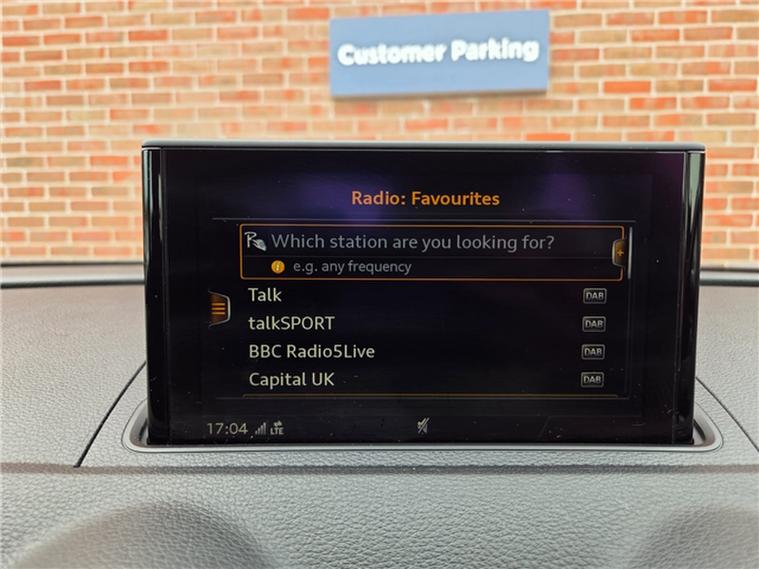 Customer Parking
Radio: Favourites
Which station are you looking for?
e.g. any frequency
Talk DAB
talkSPORT DAB
BBC Radio5Live DAB
Capital UK DAB
17:04 LTE